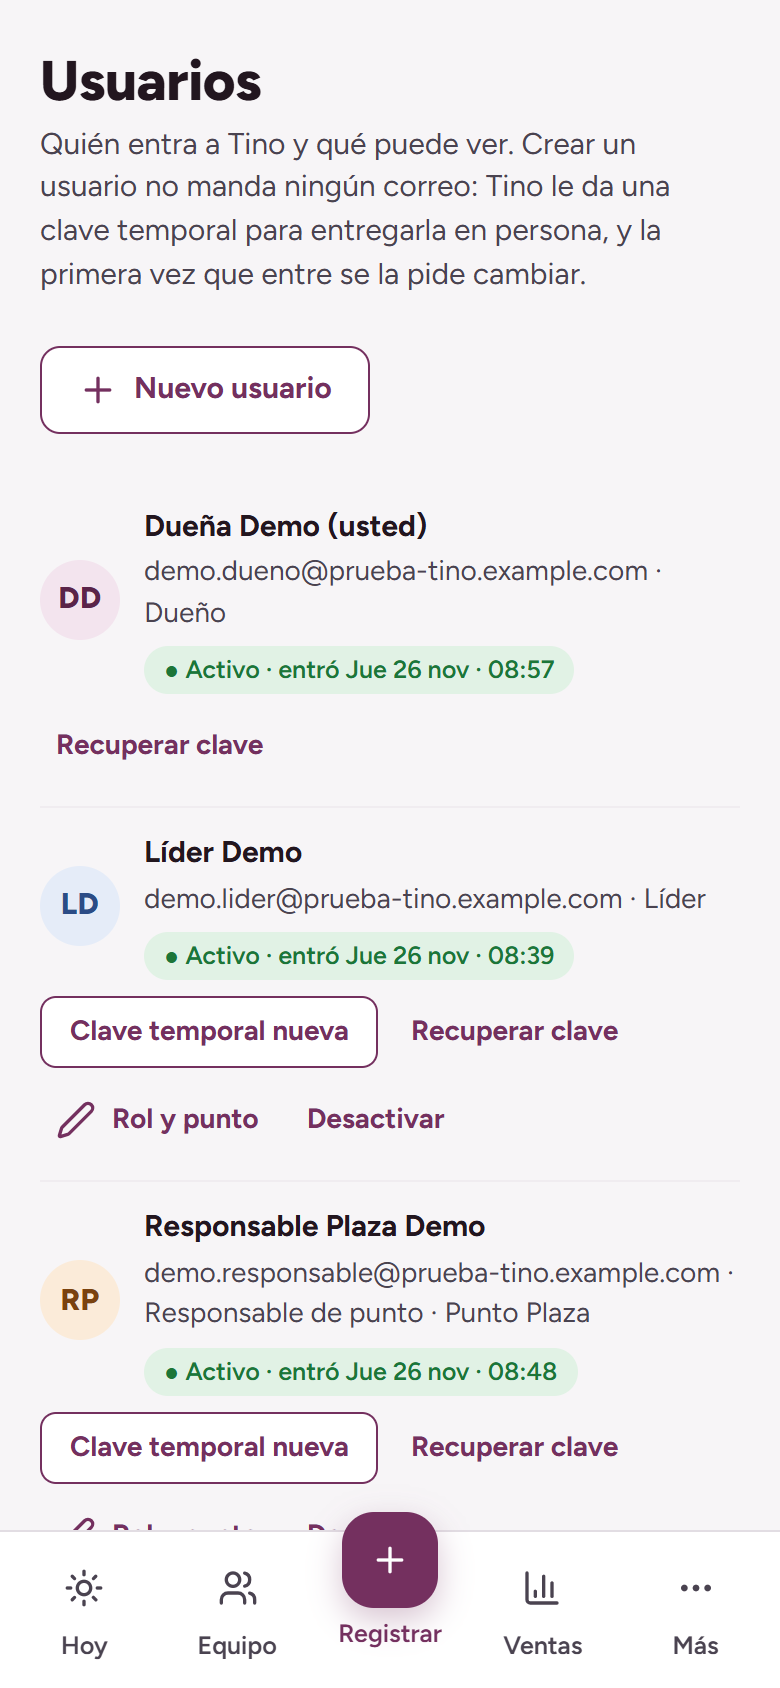 Usuarios
Quién entra a Tino y qué puede ver. Crear un
usuario no manda ningún correo: Tino le da una
clave temporal para entregarla en persona, y la
primera vez que entre se la pide cambiar.
+ Nuevo usuario
Dueña Demo (usted)
DD
demo.dueno@prueba-tino.example.com ·
Dueño
● Activo · entró Jue 26 nov · 08:57
Recuperar clave
Líder Demo
LD
demo.lider@prueba-tino.example.com · Líder
● Activo · entró Jue 26 nov · 08:39
Clave temporal nueva Recuperar clave
Rol y punto Desactivar
Responsable Plaza Demo
RP
demo.responsable@prueba-tino.example.com ·
Responsable de punto · Punto Plaza
● Activo · entró Jue 26 nov · 08:48
Clave temporal nueva Recuperar clave
Hoy Equipo Registrar Ventas Más